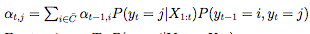 α_{t,j} = ∑_{i∈C̃} α_{t−1,i} P(y_t = j|X_{1:t}) P(y_{t−1} = i, y_t = j)